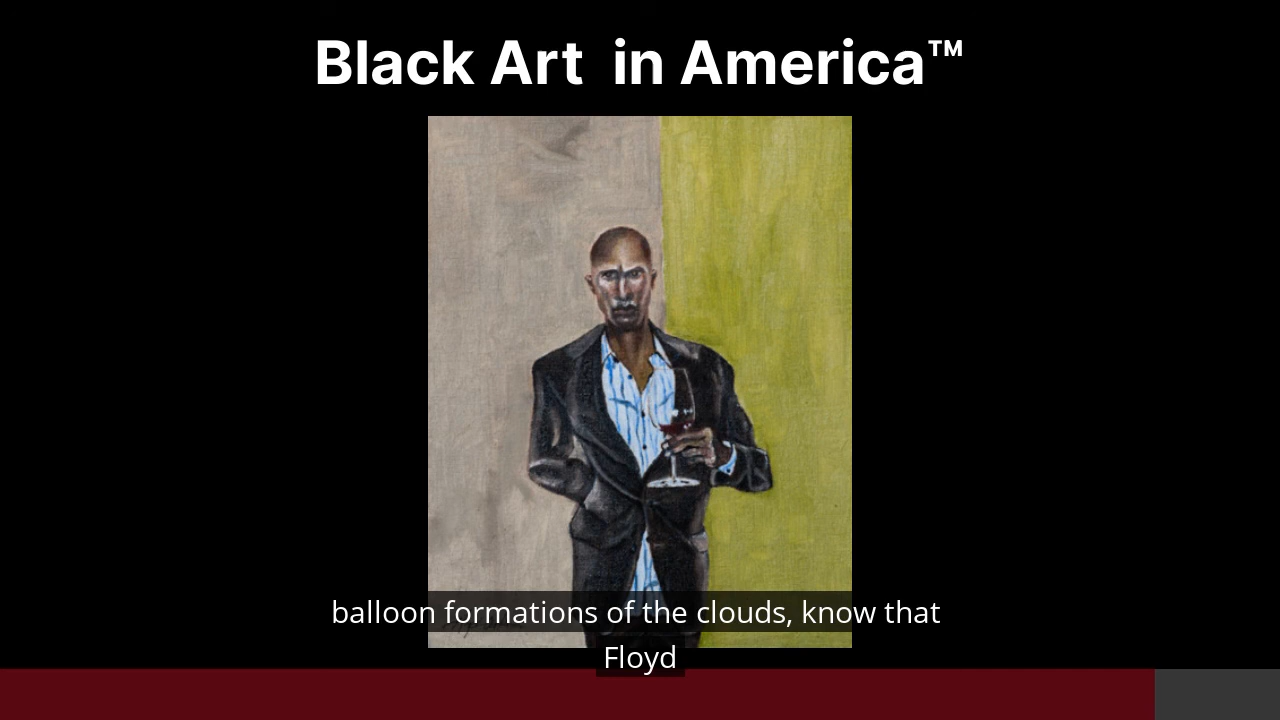 Black Art in America™
balloon formations of the clouds, know that
Floyd